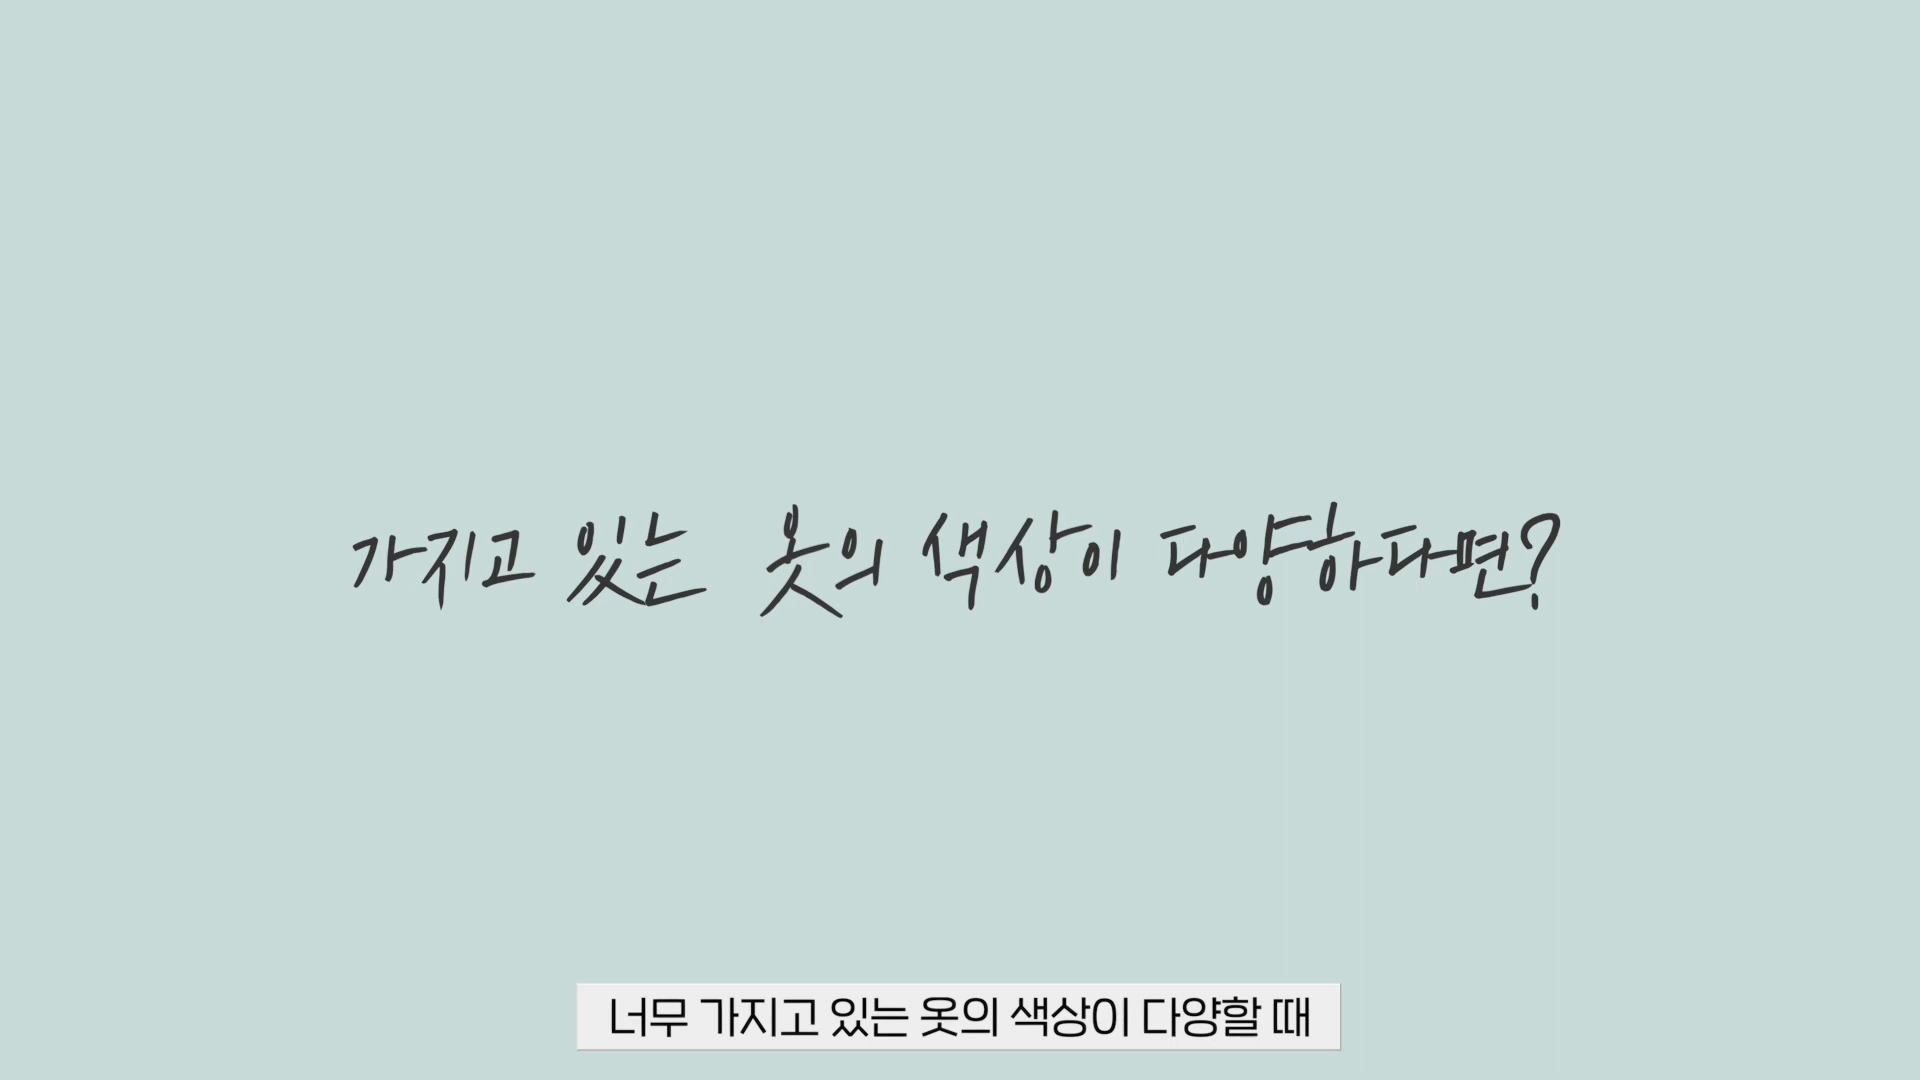 가지고 있는 옷의 색상이 다양하다면?
너무 가지고 있는 옷의 색상이 다양할 때